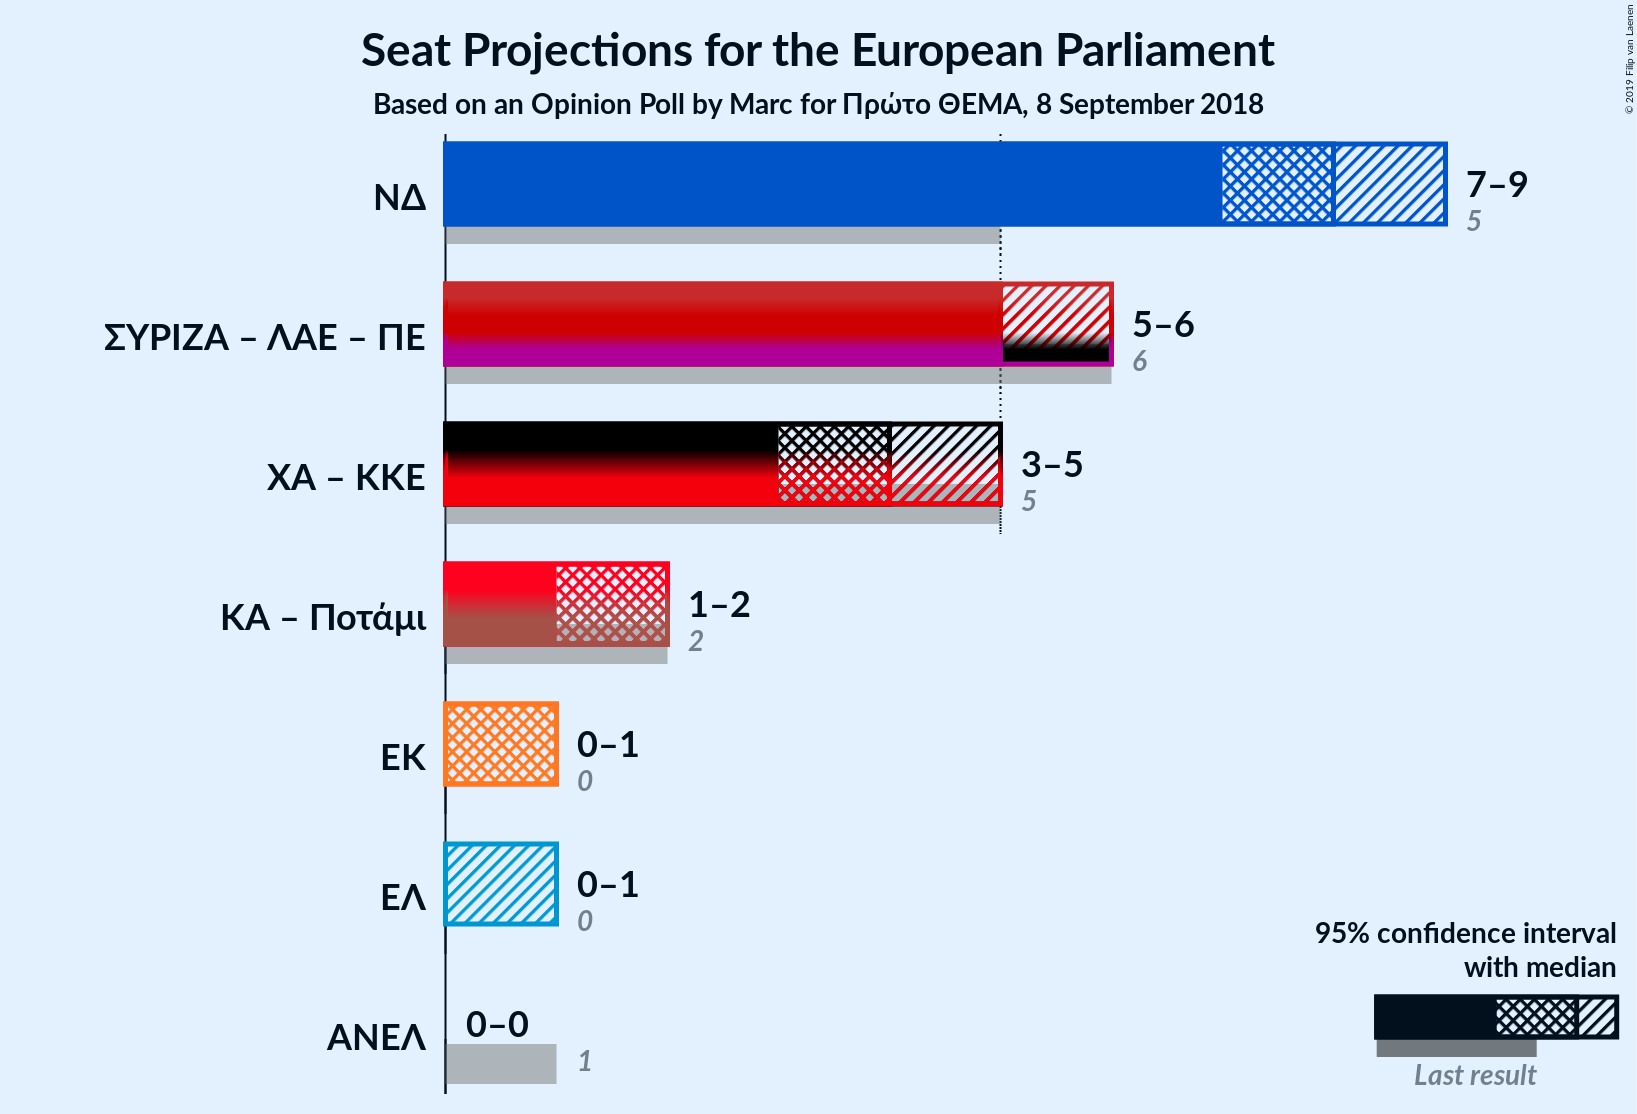 Seat Projections for the European Parliament
Based on an Opinion Poll by Marc for Πρώτο ΘΕΜΑ, 8 September 2018
© 2019 Filip van Laenen
ΝΔ
7–9
5
ΣΥΡΙΖΑ – ΛΑΕ – ΠΕ
5–6
6
ΧΑ – ΚΚΕ
3–5
5
ΚΑ – Ποτάμι
1–2
2
ΕΚ
0–1
0
ΕΛ
0–1
0
ΑΝΕΛ
0–0
1
95% confidence interval
with median
Last result